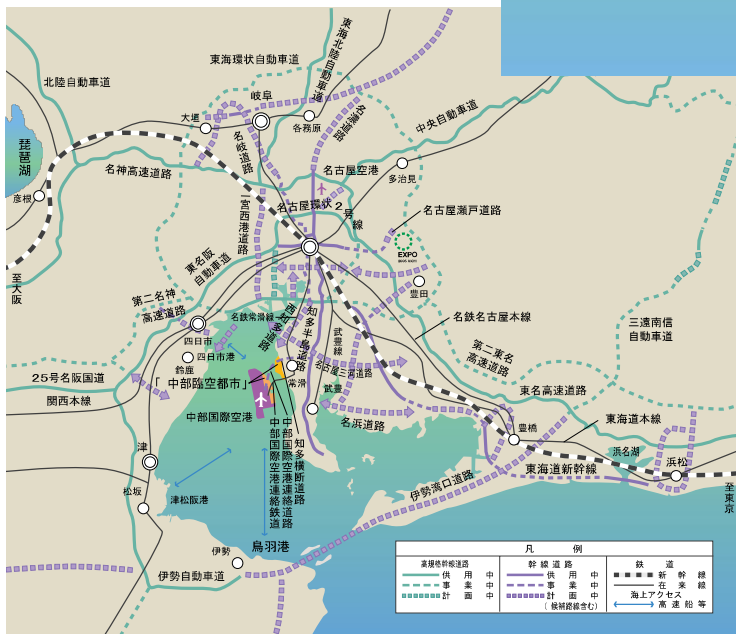 東海北陸自動車道
東海環状自動車道
北陸自動車道
岐阜
大垣
各務原
名濃道路
中央自動車道
名岐道路
琵琶湖
名神高速道路
名古屋空港
多治見
彦根
一宮西港道路
名古屋環状2号線
名古屋瀬戸道路
EXPO
東名阪自動車道
至大阪
豊田
第二名神高速道路
名鉄常滑線
西知多道路
知多半島道路
武豊線
名鉄名古屋本線
三遠南信
自動車道
四日市
四日市港
第二東名高速道路
鈴鹿
名古屋三河道路
25号名阪国道
「中部臨空都市」
常滑
武豊
東名高速道路
関西本線
中部国際空港
名浜道路
東海道本線
豊橋
津
中部国際空港連絡鉄道
中部国際空港連絡道路
知多横断道路
浜名湖
浜松
東海道新幹線
松坂
津松阪港
伊勢湾口道路
至東京
伊勢
鳥羽港
伊勢自動車道
凡例
高規格幹線道路
供用中
事業中
計画中
幹線道路
供用中
事業中
計画中
(候補路線含む)
鉄道
新幹線
在来線
海上アクセス
高速船等